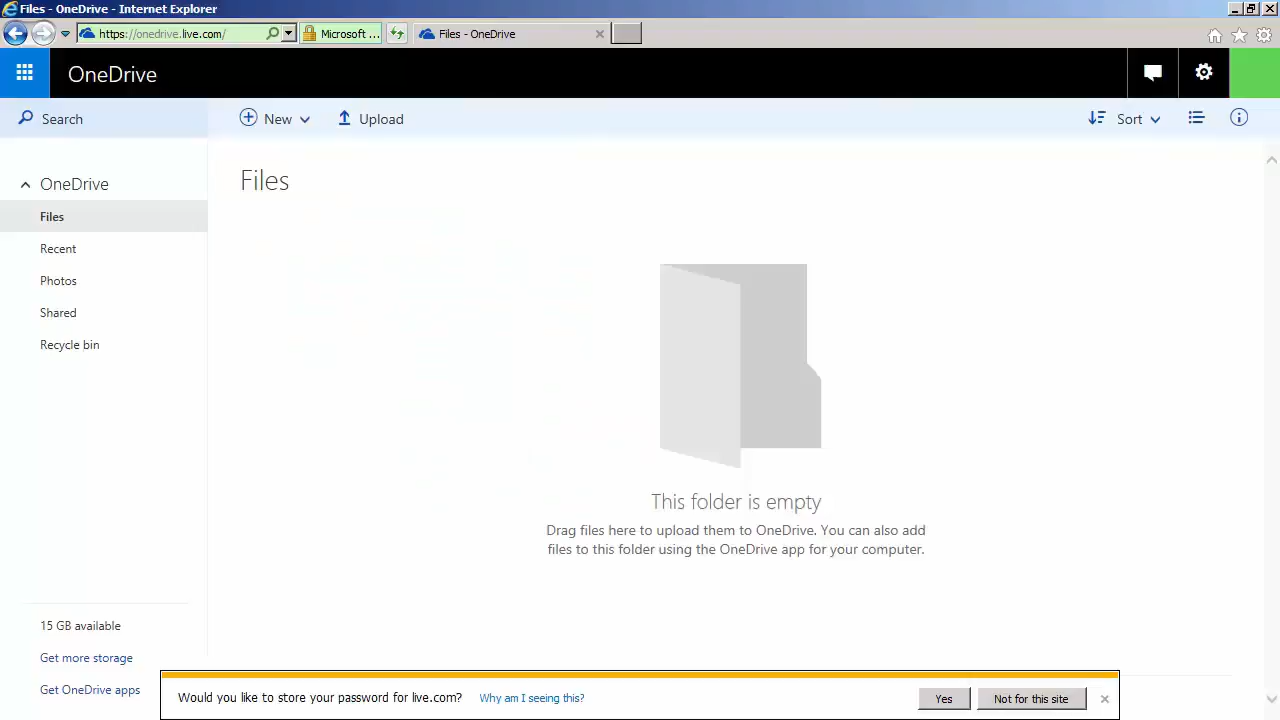 Files - OneDrive - Internet Explorer
https://onedrive.live.com/
Microsoft ...
Files - OneDrive
OneDrive
Search
New
Upload
Sort
OneDrive
Files
Recent
Photos
Shared
Recycle bin
Files
This folder is empty
Drag files here to upload them to OneDrive. You can also add
files to this folder using the OneDrive app for your computer.
15 GB available
Get more storage
Get OneDrive apps
Would you like to store your password for live.com?
Why am I seeing this?
Yes
Not for this site